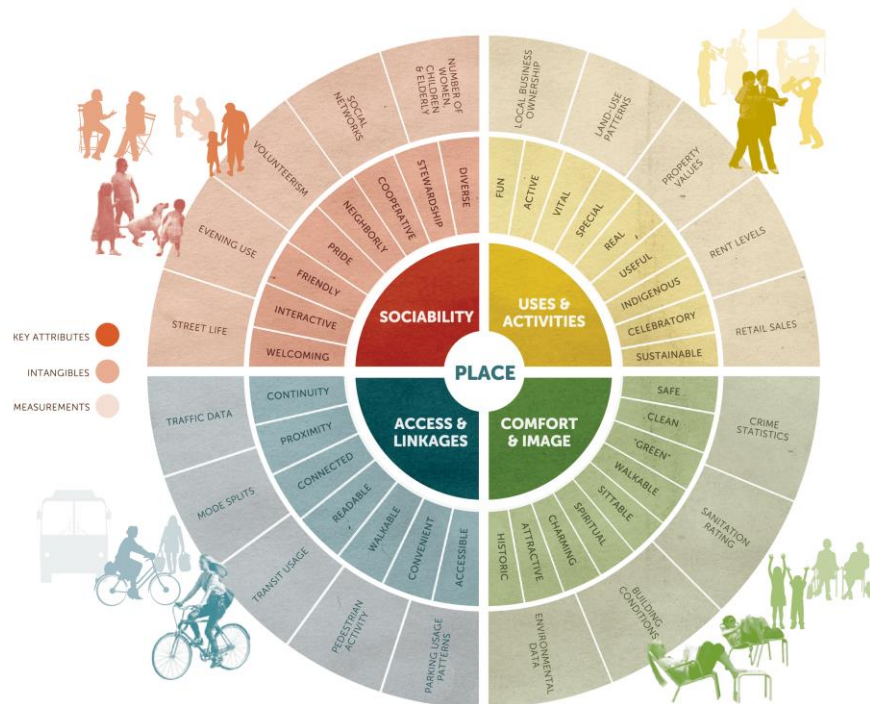 KEY ATTRIBUTES
INTANGIBLES
MEASUREMENTS
PLACE
SOCIABILITY
WELCOMING
INTERACTIVE
FRIENDLY
PRIDE
NEIGHBORLY
COOPERATIVE
STEWARDSHIP
DIVERSE
STREET LIFE
EVENING USE
VOLUNTEERISM
SOCIAL
NETWORKS
NUMBER OF
WOMEN,
CHILDREN
& ELDERLY
USES &
ACTIVITIES
FUN
ACTIVE
VITAL
SPECIAL
REAL
USEFUL
INDIGENOUS
CELEBRATORY
SUSTAINABLE
LOCAL BUSINESS
OWNERSHIP
LAND-USE
PATTERNS
PROPERTY
VALUES
RENT LEVELS
RETAIL SALES
COMFORT
& IMAGE
SAFE
CLEAN
"GREEN"
WALKABLE
SITTABLE
SPIRITUAL
CHARMING
ATTRACTIVE
HISTORIC
CRIME
STATISTICS
SANITATION
RATING
BUILDING
CONDITIONS
ENVIRONMENTAL
DATA
ACCESS &
LINKAGES
CONTINUITY
PROXIMITY
CONNECTED
READABLE
WALKABLE
CONVENIENT
ACCESSIBLE
TRAFFIC DATA
MODE SPLITS
TRANSIT USAGE
PEDESTRIAN
ACTIVITY
PARKING USAGE
PATTERNS